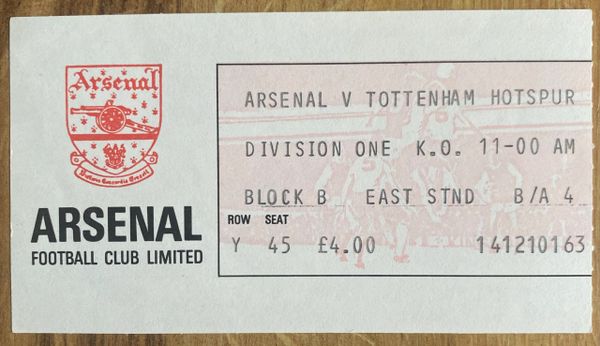 Arsenal
Victoria Concordia Crescit
ARSENAL
FOOTBALL CLUB LIMITED
ARSENAL V TOTTENHAM HOTSPUR
DIVISION ONE K.O. 11-00 AM
BLOCK B EAST STND B/A 4
ROW SEAT
Y 45 £4.00 141210163